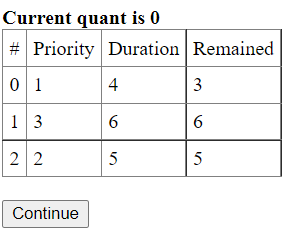 Current quant is 0
# Priority Duration Remained
0 1 4 3
1 3 6 6
2 2 5 5
Continue